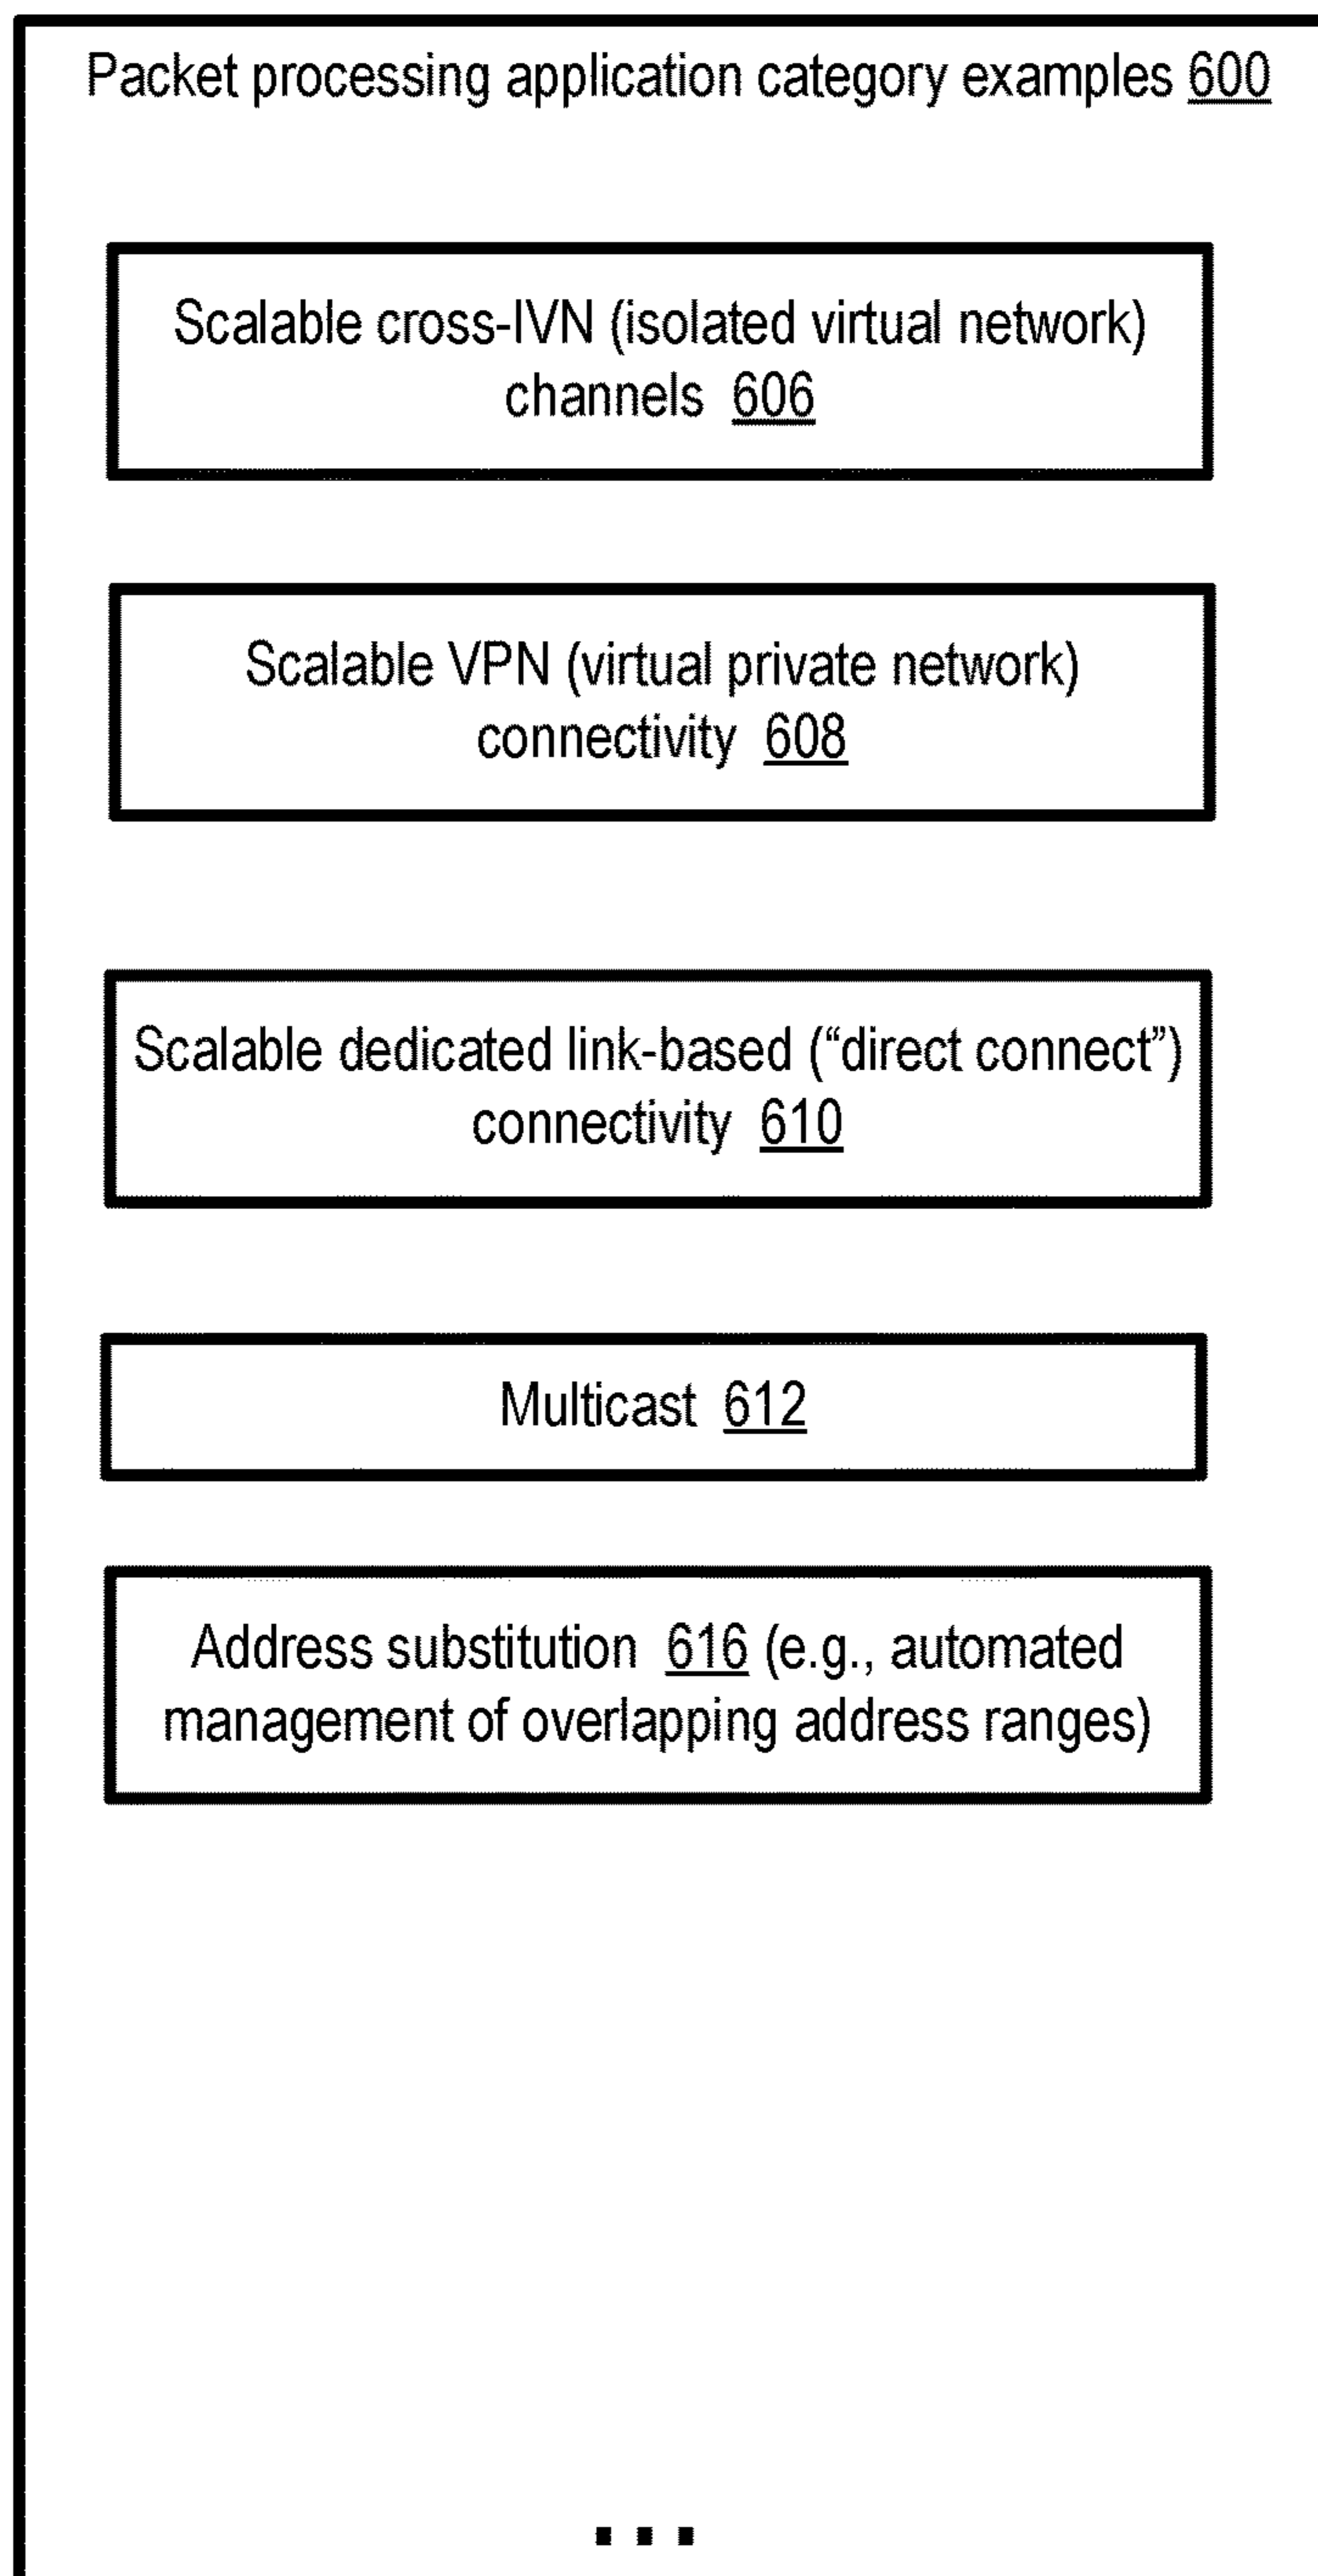 Packet processing application category examples 600
Scalable cross-IVN (isolated virtual network)
channels 606
Scalable VPN (virtual private network)
connectivity 608
Scalable dedicated link-based (“direct connect”)
connectivity 610
Multicast 612
Address substitution 616 (e.g., automated
management of overlapping address ranges)
...